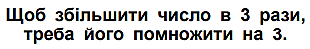 Щоб збільшити число в 3 рази,
треба його помножити на 3.